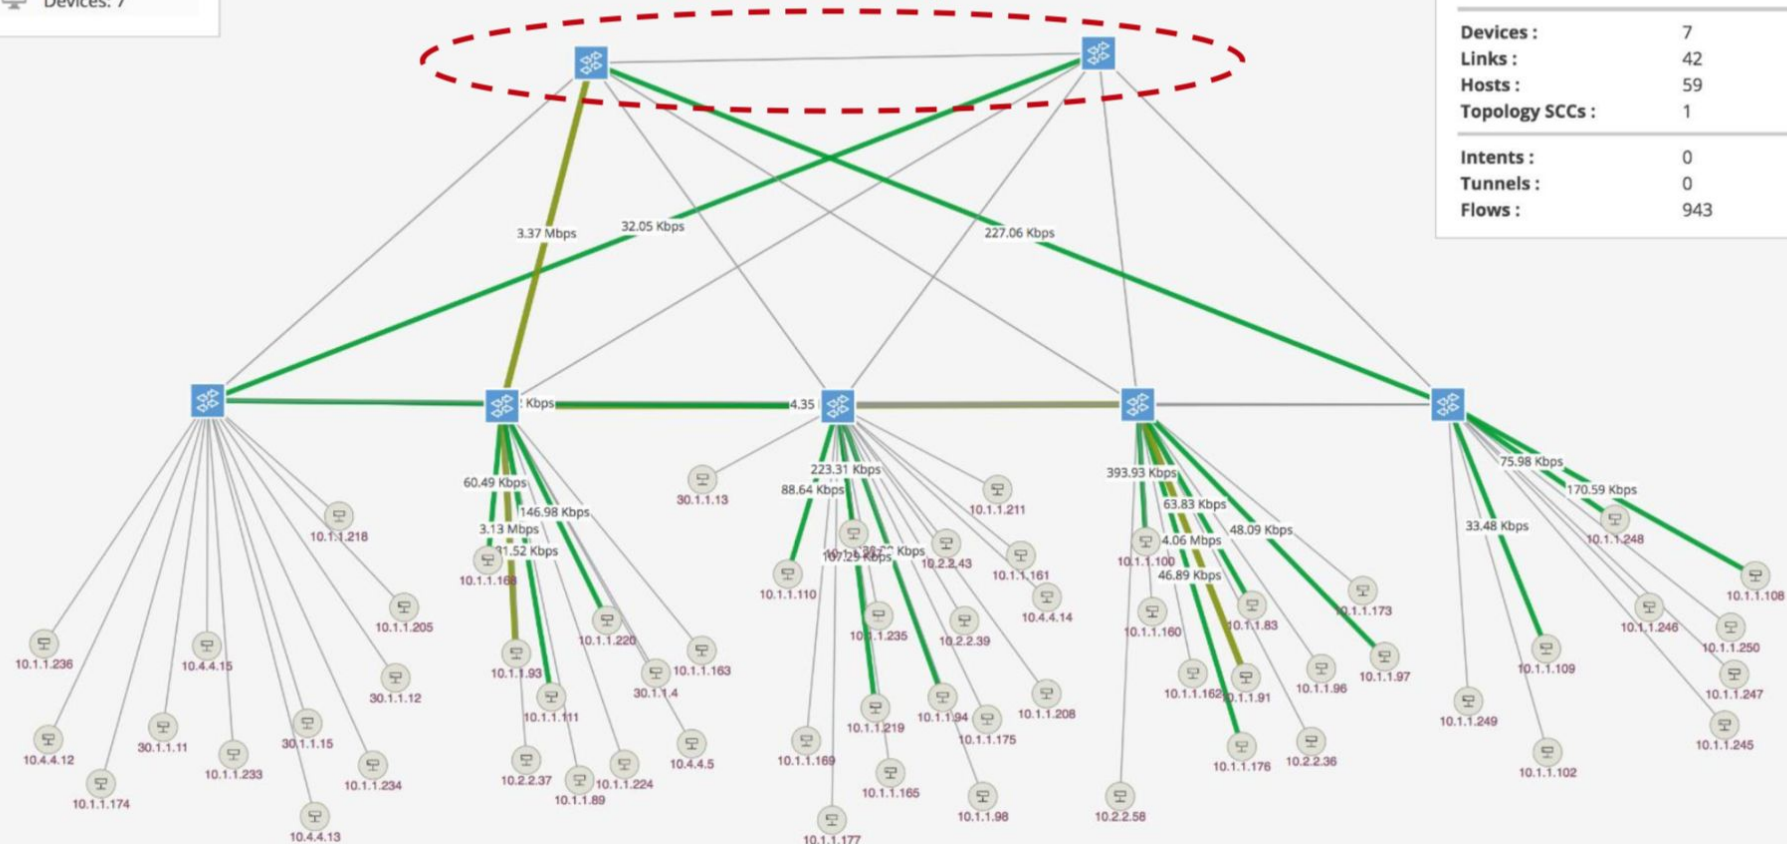 Devices: 7
Devices : 7
Links : 42
Hosts : 59
Topology SCCs : 1
Intents : 0
Tunnels : 0
Flows : 943
3.37 Mbps
32.05 Kbps
227.06 Kbps
Kbps
4.35
223.31 Kbps
88.64 Kbps
60.49 Kbps
146.98 Kbps
3.13 Mbps
31.52 Kbps
393.93 Kbps
63.83 Kbps
48.09 Kbps
4.06 Mbps
46.89 Kbps
75.98 Kbps
170.59 Kbps
33.48 Kbps
107.29 Kbps
Kbps
10.1.1.218
10.1.1.205
10.1.1.236
10.4.4.15
30.1.1.12
10.4.4.12
30.1.1.11
10.1.1.233
30.1.1.15
10.1.1.234
10.1.1.174
10.4.4.13
10.1.1.168
10.1.1.220
10.1.1.93
30.1.1.4
10.1.1.163
10.1.1.111
10.2.2.37
10.1.1.89
10.1.1.224
10.4.4.5
30.1.1.13
10.1.1.211
10.2.2.43
10.1.1.161
10.1.1.110
10.4.4.14
10.1.1.235
10.2.2.39
10.1.1.219
10.1.1.94
10.1.1.175
10.1.1.208
10.1.1.169
10.1.1.165
10.1.1.98
10.1.1.177
10.1.1.100
10.1.1.160
10.1.1.83
10.1.1.173
10.1.1.97
10.1.1.162
10.1.1.91
10.1.1.96
10.1.1.176
10.2.2.36
10.2.2.58
10.1.1.248
10.1.1.108
10.1.1.246
10.1.1.250
10.1.1.109
10.1.1.247
10.1.1.249
10.1.1.245
10.1.1.102